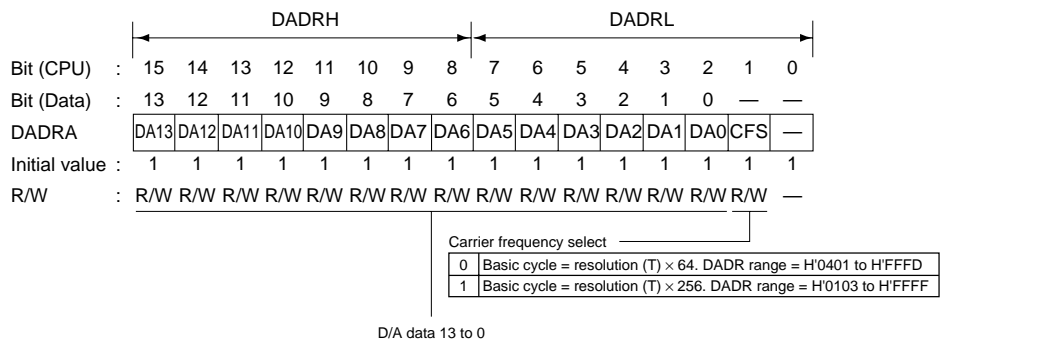 DADRH DADRL
Bit (CPU) : 15 14 13 12 11 10 9 8 7 6 5 4 3 2 1 0
Bit (Data) : 13 12 11 10 9 8 7 6 5 4 3 2 1 0 — —
DADRA DA13 DA12 DA11 DA10 DA9 DA8 DA7 DA6 DA5 DA4 DA3 DA2 DA1 DA0 CFS —
Initial value : 1 1 1 1 1 1 1 1 1 1 1 1 1 1 1 1
R/W : R/W R/W R/W R/W R/W R/W R/W R/W R/W R/W R/W R/W R/W R/W R/W —
Carrier frequency select
0 Basic cycle = resolution (T) × 64. DADR range = H'0401 to H'FFFD
1 Basic cycle = resolution (T) × 256. DADR range = H'0103 to H'FFFF
D/A data 13 to 0